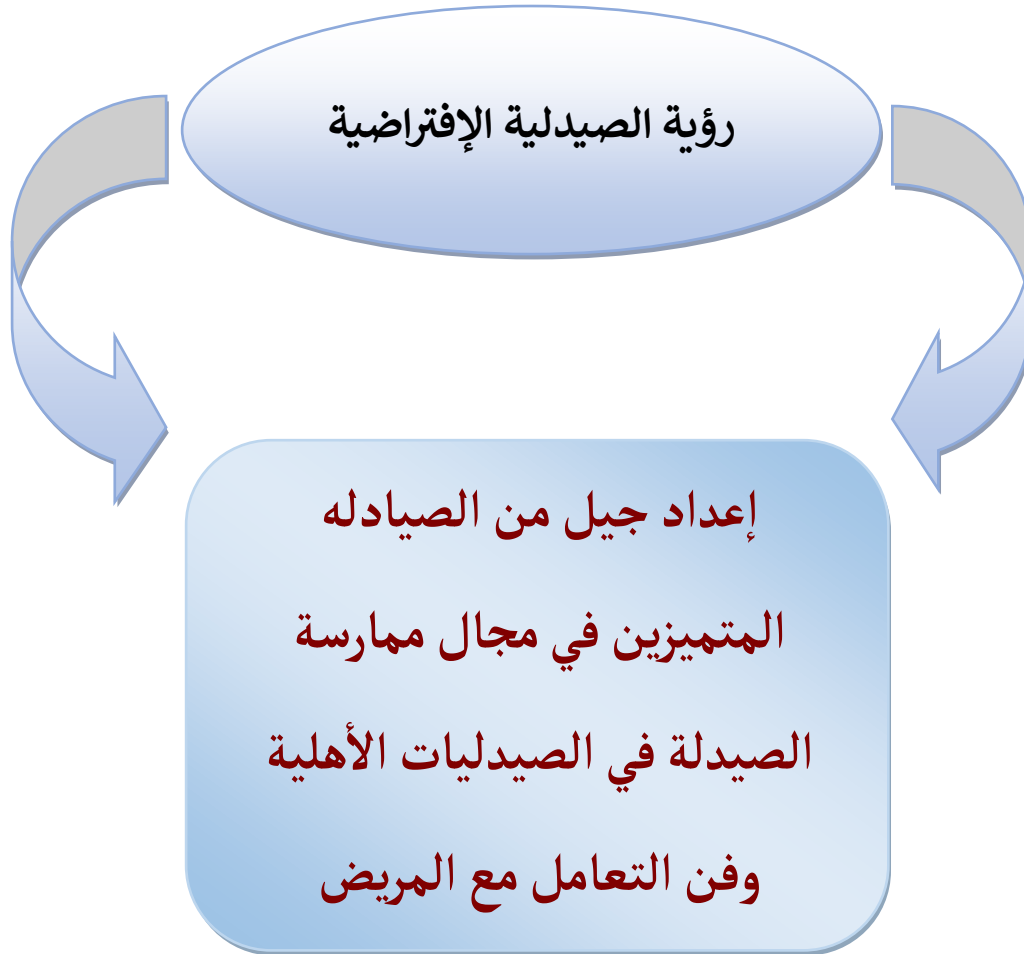 رؤية الصيدلية الإفتراضية
إعداد جيل من الصيادله
المتميزين في مجال ممارسة
الصيدلة في الصيدليات الأهلية
وفن التعامل مع المريض